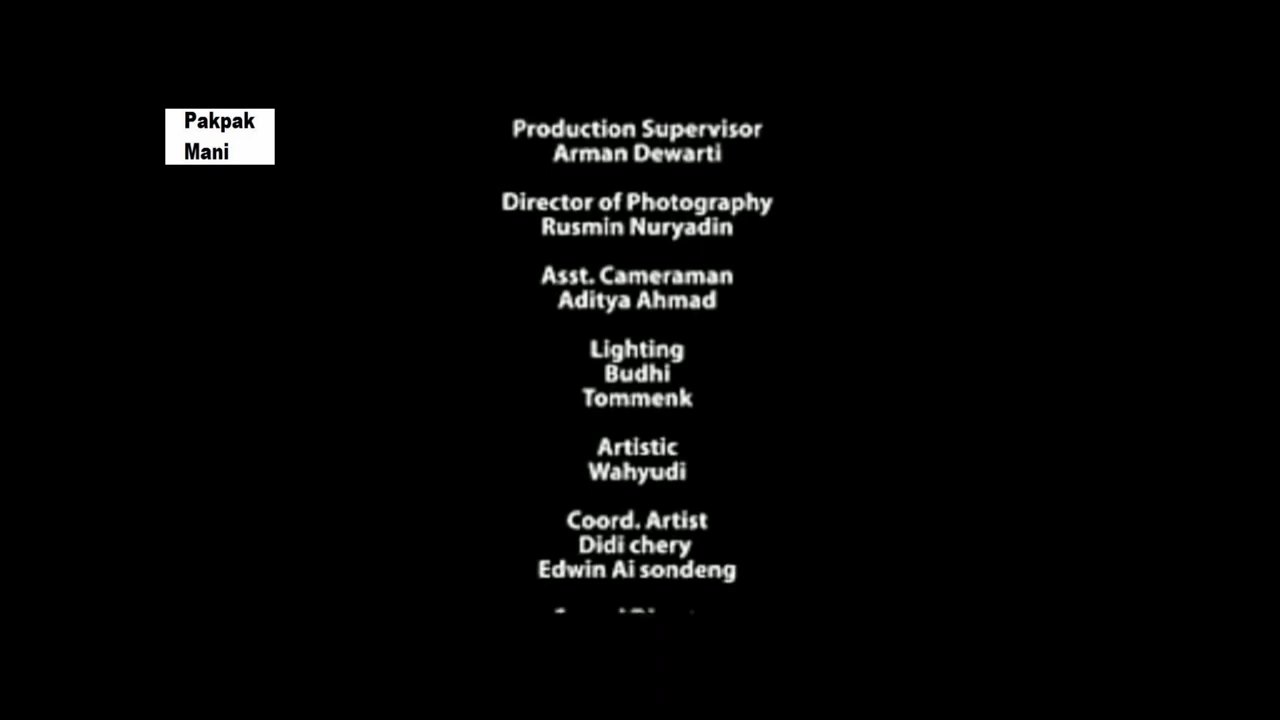 Pakpak
Mani
Production Supervisor
Arman Dewarti
Director of Photography
Rusmin Nuryadin
Asst. Cameraman
Aditya Ahmad
Lighting
Budhi
Tommenk
Artistic
Wahyudi
Coord. Artist
Didi chery
Edwin Ai sondeng